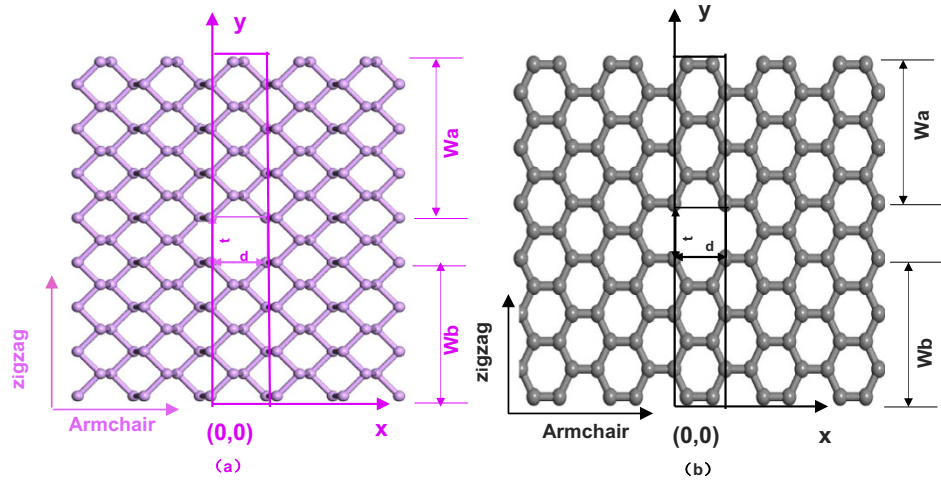 y
Wa
t
d
Wb
zigzag
Armchair
(0,0)
x
（a）
y
Wa
t
d
Wb
zigzag
Armchair
(0,0)
x
（b）